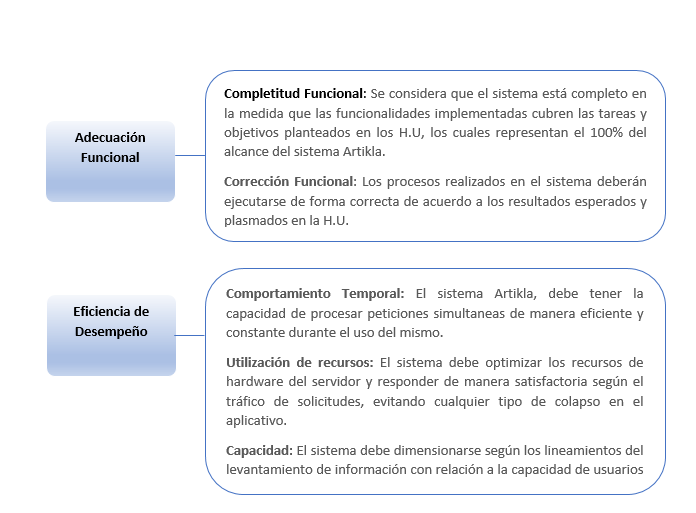 Adecuación
Funcional
Completitud Funcional: Se considera que el sistema está completo en
la medida que las funcionalidades implementadas cubren las tareas y
objetivos planteados en los H.U, los cuales representan el 100% del
alcance del sistema Artikla.
Corrección Funcional: Los procesos realizados en el sistema deberán
ejecutarse de forma correcta de acuerdo a los resultados esperados y
plasmados en la H.U.
Eficiencia de
Desempeño
Comportamiento Temporal: El sistema Artikla, debe tener la
capacidad de procesar peticiones simultaneas de manera eficiente y
constante durante el uso del mismo.
Utilización de recursos: El sistema debe optimizar los recursos de
hardware del servidor y responder de manera satisfactoria según el
tráfico de solicitudes, evitando cualquier tipo de colapso en el
aplicativo.
Capacidad: El sistema debe dimensionarse según los lineamientos del
levantamiento de información con relación a la capacidad de usuarios